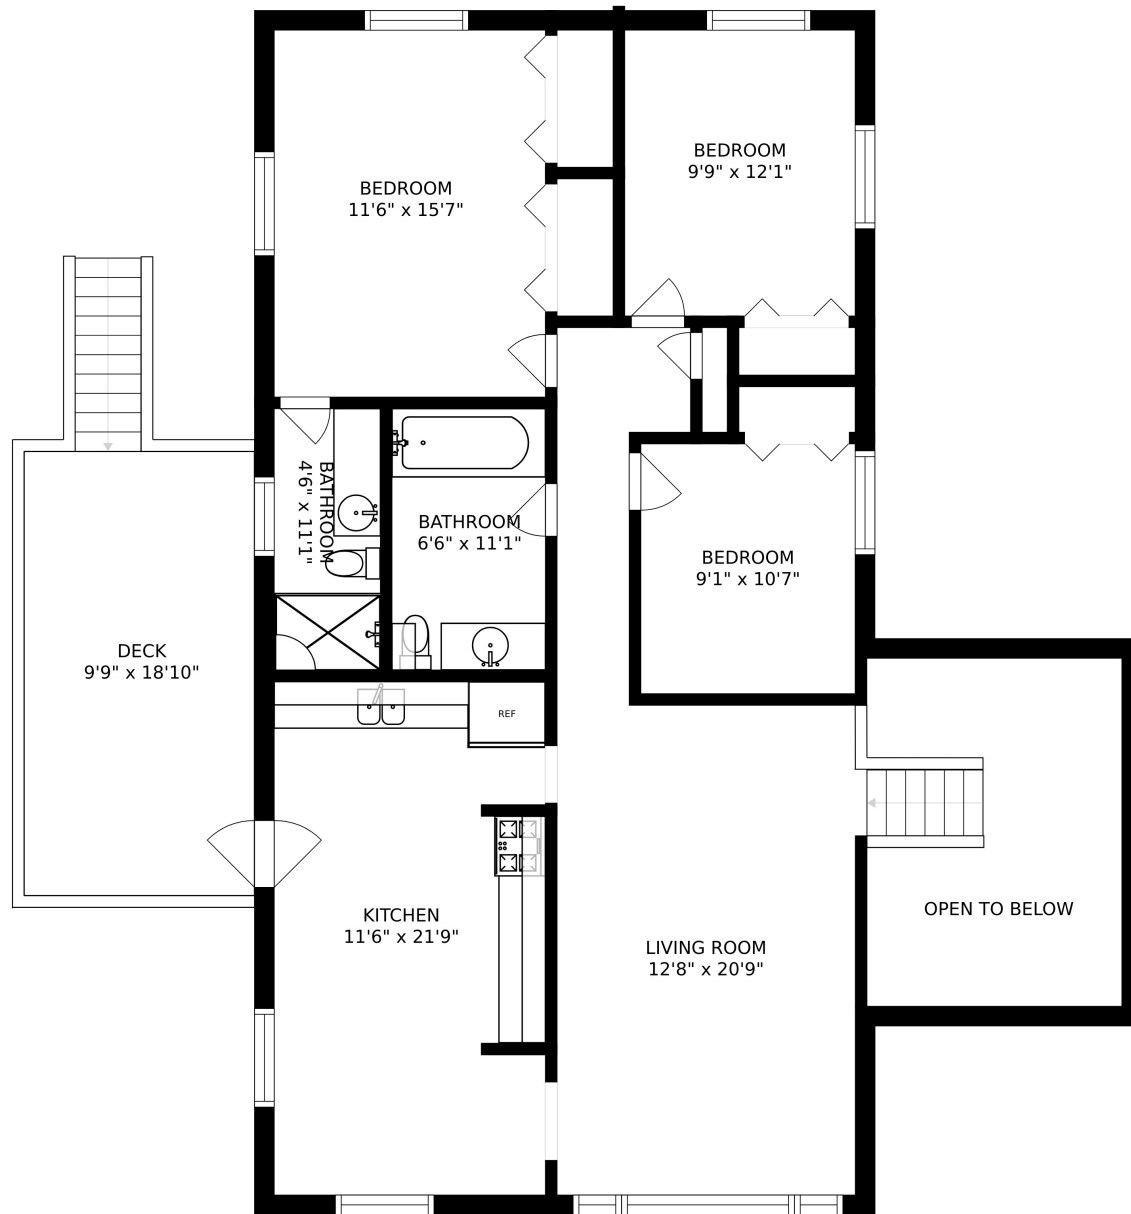 BEDROOM
9'9" x 12'1"
BEDROOM
11'6" x 15'7"
BATHROOM
4'6" x 11'1"
BATHROOM
6'6" x 11'1"
BEDROOM
9'1" x 10'7"
DECK
9'9" x 18'10"
REF
OPEN TO BELOW
KITCHEN
11'6" x 21'9"
LIVING ROOM
12'8" x 20'9"